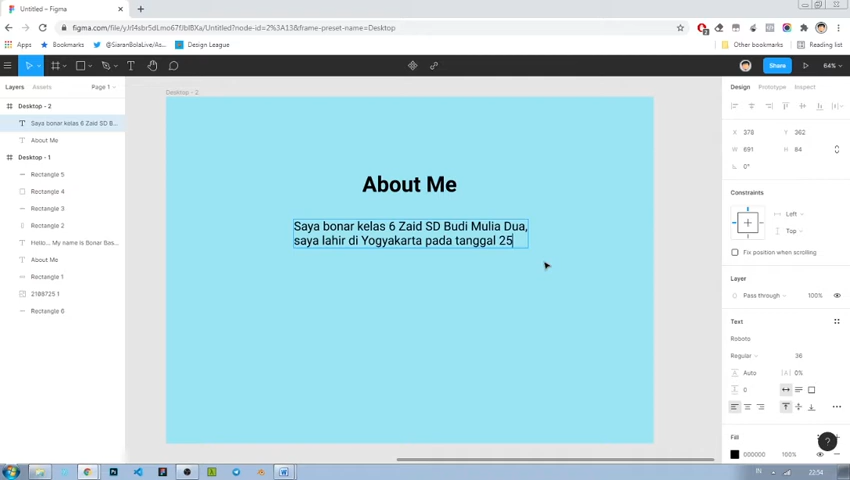 Untitled – Figma
figma.com/file/yJrl4sbr5dLmo67fJblBXa/Untitled?node-id=2%3A13&frame-preset-name=Desktop
Apps
Bookmarks
@SiaranBolaLive/As...
Design League
Other bookmarks
Reading list
Share
64%
Layers
Assets
Page 1
Design
Prototype
Inspect
Desktop - 2
Saya bonar kelas 6 Zaid SD B...
About Me
Desktop - 1
Rectangle 5
Rectangle 4
Rectangle 3
Rectangle 2
Hello... My name is Bonar Bas...
About Me
Rectangle 1
2108725 1
Rectangle 6
Desktop - 2
About Me
Saya bonar kelas 6 Zaid SD Budi Mulia Dua,
saya lahir di Yogyakarta pada tanggal 25
X 378
Y 362
W 691
H 84
0°
Constraints
Left
Top
Fix position when scrolling
Layer
Pass through
100%
Text
Roboto
Regular
36
Auto
0%
0
Fill
000000
100%
?
IN
22:54